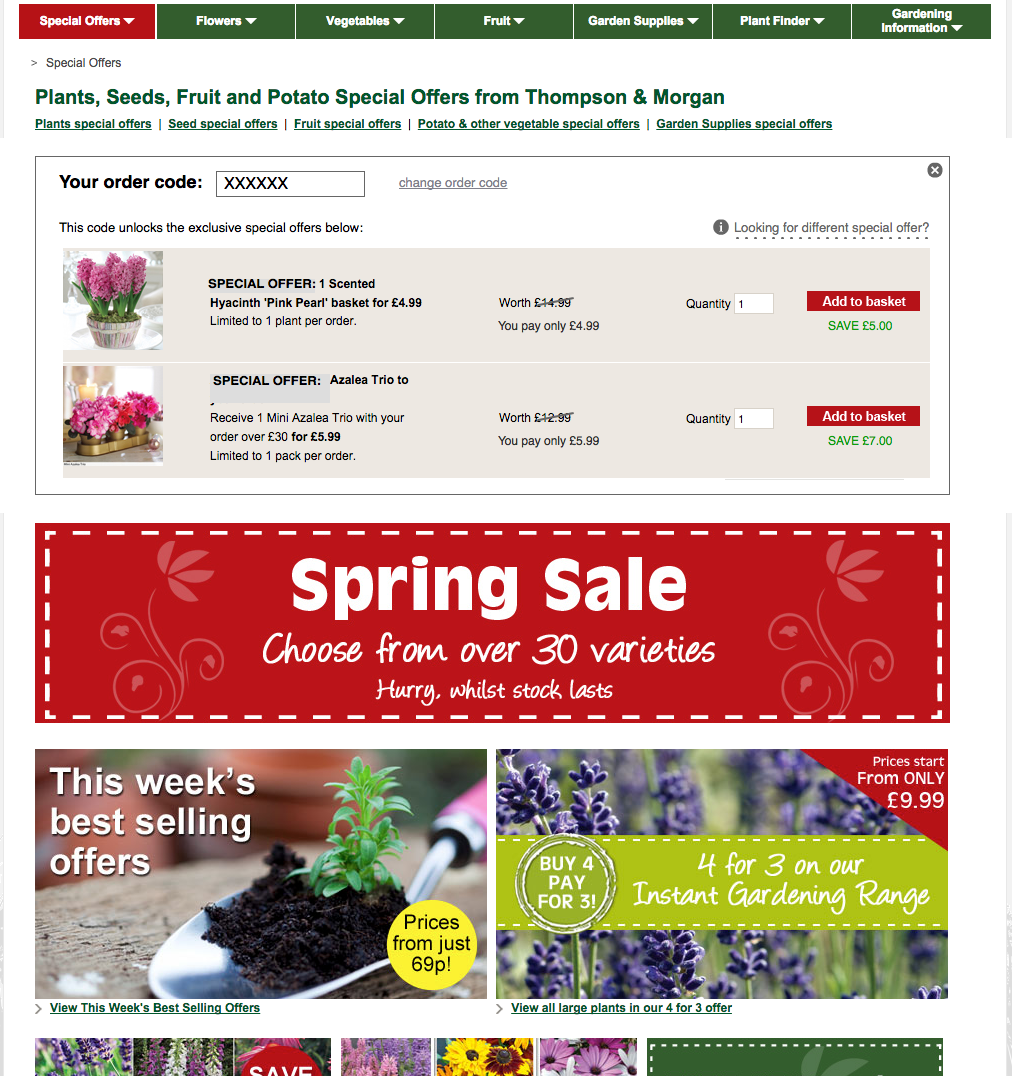 Special Offers
Flowers
Vegetables
Fruit
Garden Supplies
Plant Finder
Gardening
Information
> Special Offers
Plants, Seeds, Fruit and Potato Special Offers from Thompson & Morgan
Plants special offers | Seed special offers | Fruit special offers | Potato & other vegetable special offers | Garden Supplies special offers
Your order code: XXXXXX change order code
This code unlocks the exclusive special offers below:
Looking for different special offer?
SPECIAL OFFER: 1 Scented
Hyacinth 'Pink Pearl' basket for £4.99
Limited to 1 plant per order.
Worth £14.99
You pay only £4.99
Quantity 1
Add to basket
SAVE £5.00
SPECIAL OFFER: Azalea Trio to
Receive 1 Mini Azalea Trio with your
order over £30 for £5.99
Limited to 1 pack per order.
Worth £12.99
You pay only £5.99
Quantity 1
Add to basket
SAVE £7.00
Spring Sale
Choose from over 30 varieties
Hurry, whilst stock lasts
This week's
best selling
offers
Prices
from just
69p!
Prices start
From ONLY
£9.99
BUY 4
PAY
FOR 3!
4 for 3 on our
Instant Gardening Range
View This Week's Best Selling Offers
View all large plants in our 4 for 3 offer
SAVE